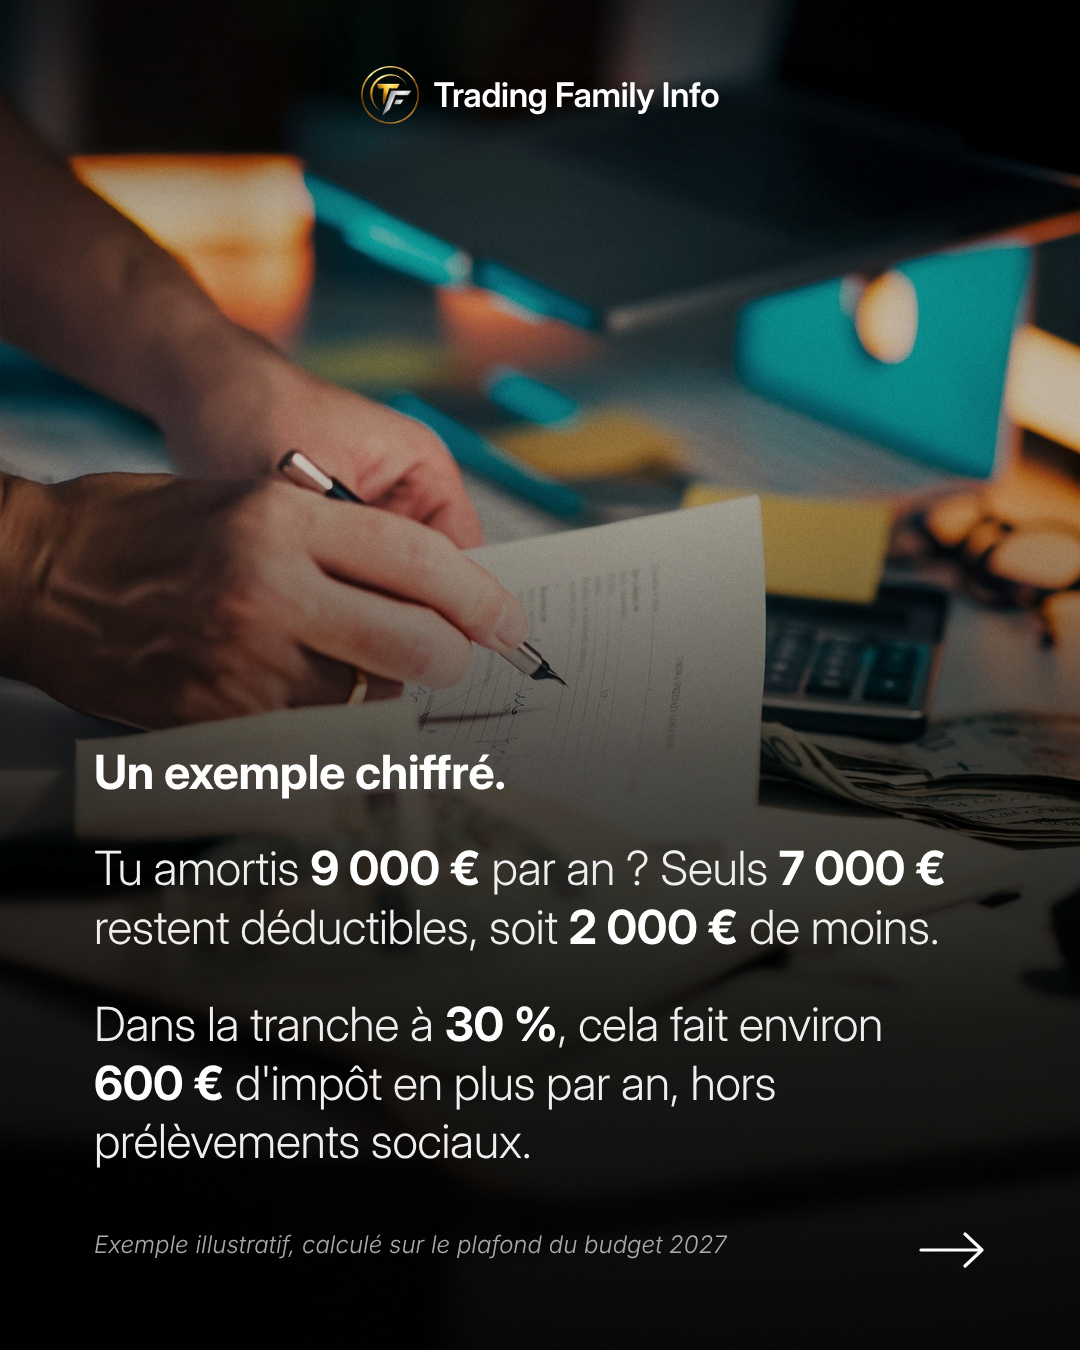 TF Trading Family Info
Un exemple chiffré.
Tu amortis 9 000 € par an ? Seuls 7 000 €
restent déductibles, soit 2 000 € de moins.
Dans la tranche à 30 %, cela fait environ
600 € d'impôt en plus par an, hors
prélèvements sociaux.
Exemple illustratif, calculé sur le plafond du budget 2027